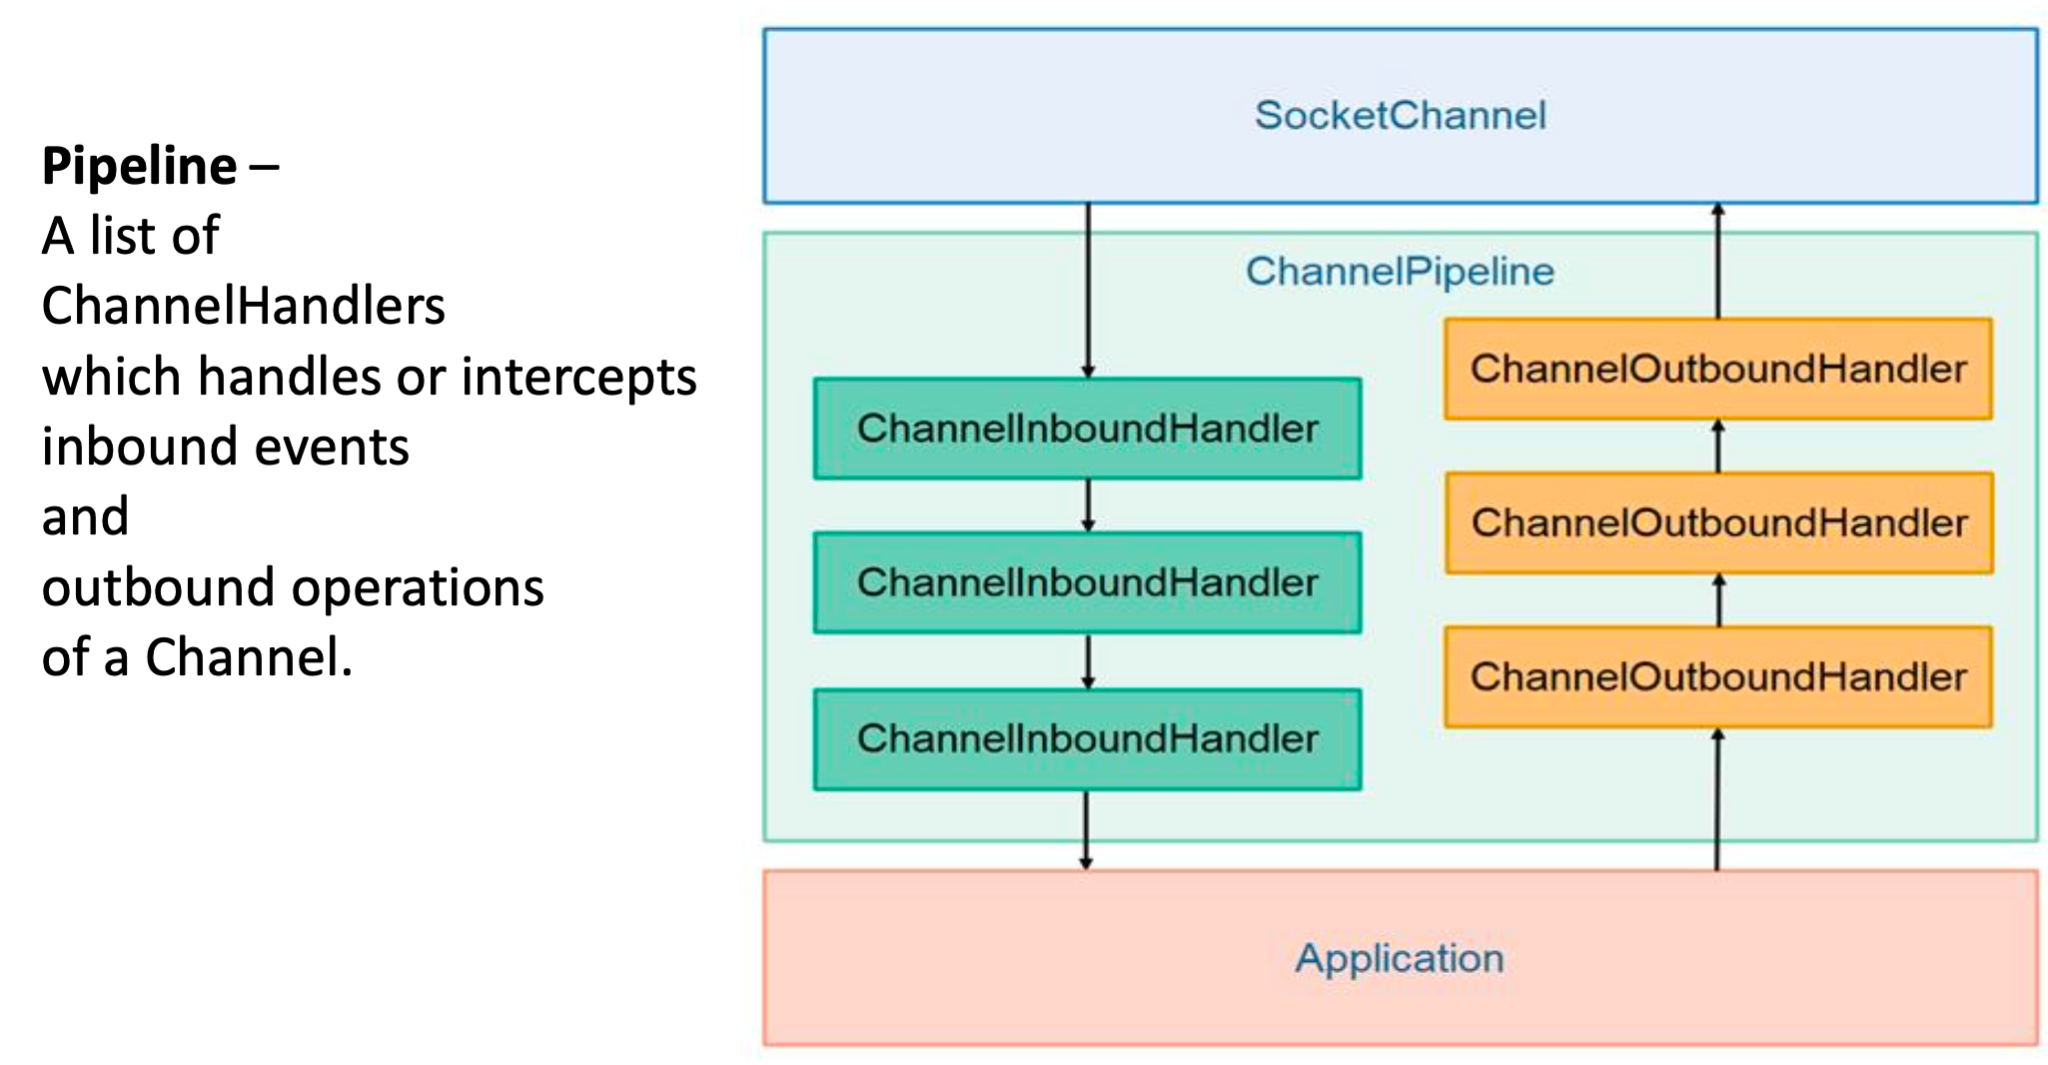 Pipeline –
A list of
ChannelHandlers
which handles or intercepts
inbound events
and
outbound operations
of a Channel.
SocketChannel
ChannelPipeline
ChannelInboundHandler
ChannelInboundHandler
ChannelInboundHandler
ChannelOutboundHandler
ChannelOutboundHandler
ChannelOutboundHandler
Application